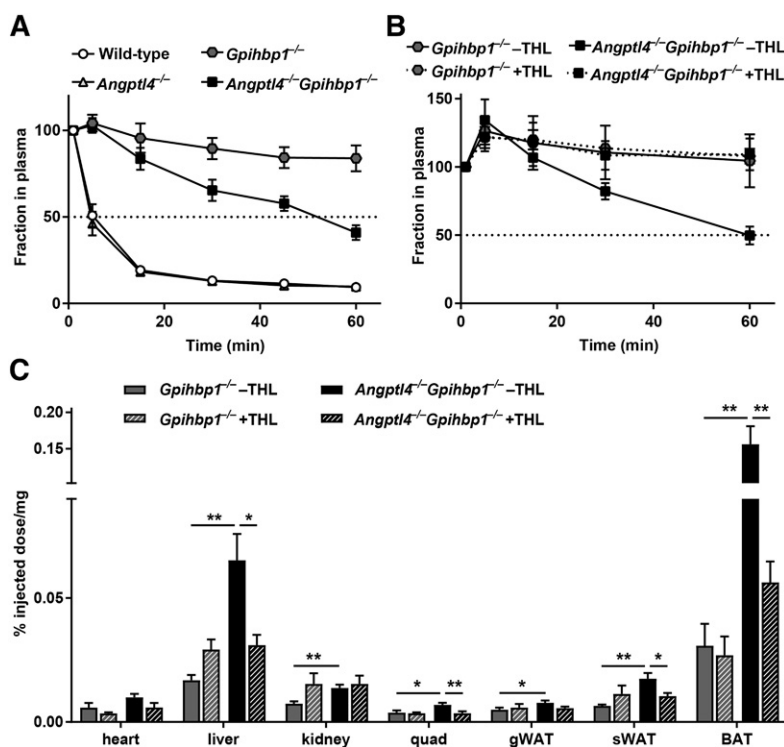 A
Wild-type
Gpihbp1–/–
Angptl4–/–
Angptl4–/–Gpihbp1–/–
Fraction in plasma
100
50
0
0
20
40
60
Time (min)
B
Gpihbp1–/– –THL
Angptl4–/–Gpihbp1–/– –THL
Gpihbp1–/– +THL
Angptl4–/–Gpihbp1–/– +THL
Fraction in plasma
150
100
50
0
0
20
40
60
Time (min)
C
Gpihbp1–/– –THL
Angptl4–/–Gpihbp1–/– –THL
Gpihbp1–/– +THL
Angptl4–/–Gpihbp1–/– +THL
% injected dose/mg
0.20
0.15
0.05
0.00
** *
**
* **
*
** *
** **
heart
liver
kidney
quad
gWAT
sWAT
BAT